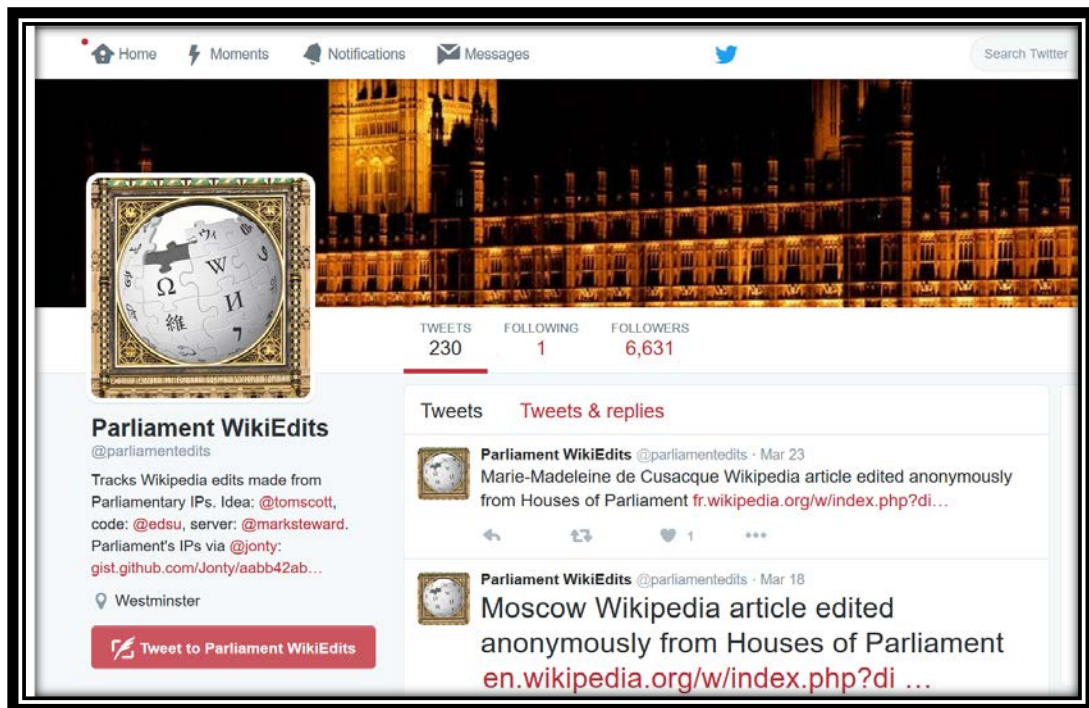 Home Moments Notifications Messages Search Twitter
Ω W И
維 7
TWEETS FOLLOWING FOLLOWERS
230 1 6,631
Parliament WikiEdits
@parliamentedits
Tracks Wikipedia edits made from
Parliamentary IPs. Idea: @tomscott,
code: @edsu, server: @marksteward.
Parliament's IPs via @jonty:
gist.github.com/Jonty/aabb42ab…
Westminster
Tweet to Parliament WikiEdits
Tweets Tweets & replies
Parliament WikiEdits @parliamentedits · Mar 23
Marie-Madeleine de Cusacque Wikipedia article edited anonymously
from Houses of Parliament fr.wikipedia.org/w/index.php?di…
1
Parliament WikiEdits @parliamentedits · Mar 18
Moscow Wikipedia article edited
anonymously from Houses of Parliament
en.wikipedia.org/w/index.php?di …